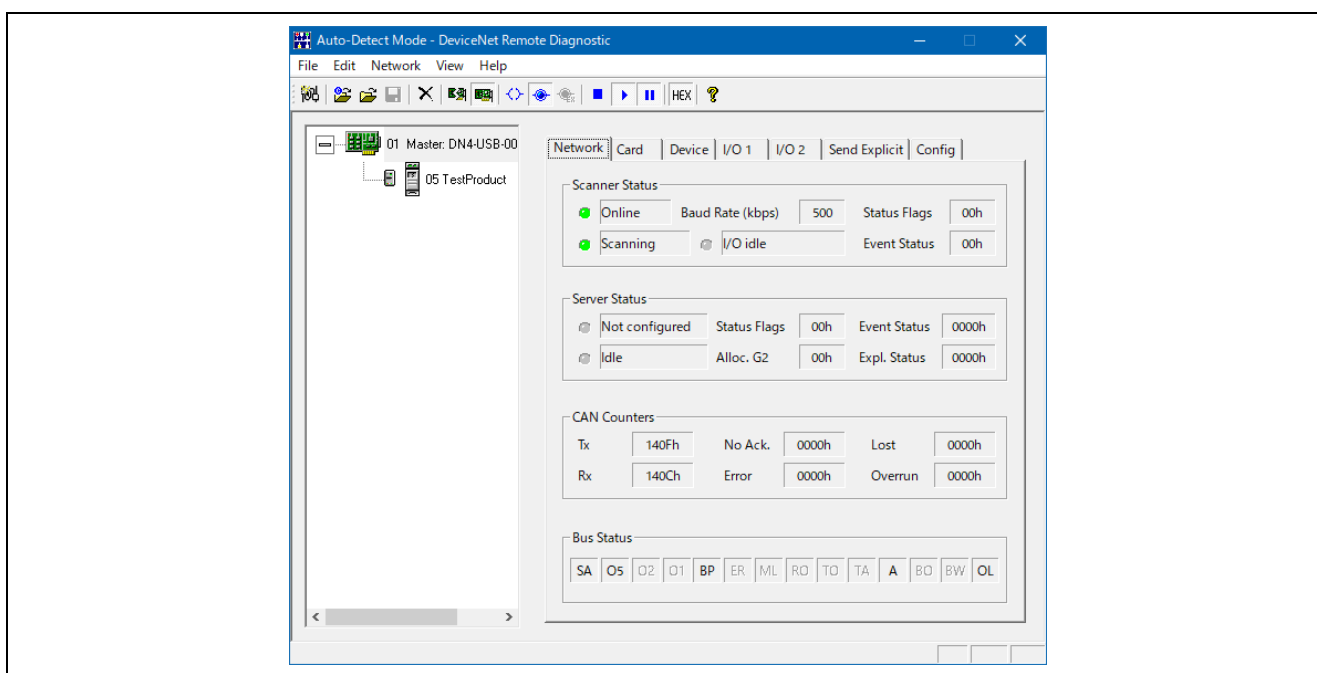 Auto-Detect Mode - DeviceNet Remote Diagnostic
File Edit Network View Help
HEX
01 Master: DN4-USB-00
05 TestProduct
Network Card Device I/O 1 I/O 2 Send Explicit Config
Scanner Status
Online Baud Rate (kbps) 500 Status Flags 00h
Scanning I/O idle Event Status 00h
Server Status
Not configured Status Flags 00h Event Status 0000h
Idle Alloc. G2 00h Expl. Status 0000h
CAN Counters
Tx 140Fh No Ack. 0000h Lost 0000h
Rx 140Ch Error 0000h Overrun 0000h
Bus Status
SA O5 O2 O1 BP ER ML RO TO TA A BO BW OL